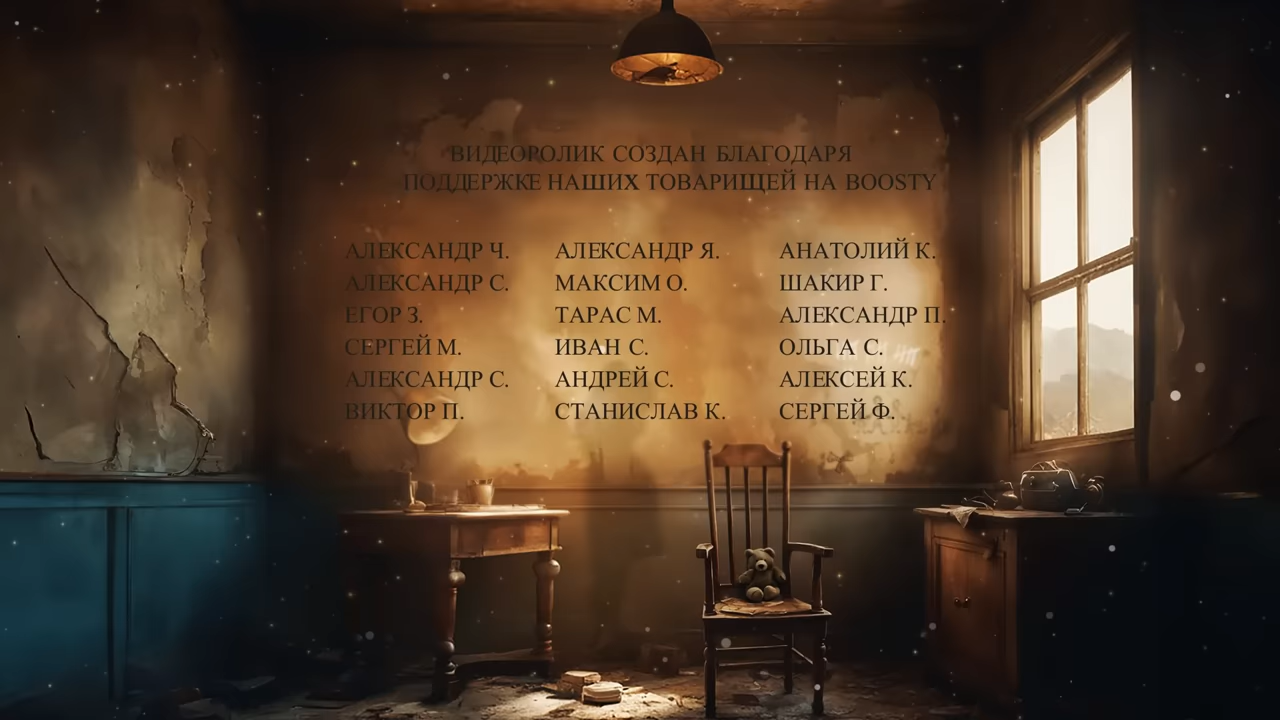 ВИДЕОРОЛИК СОЗДАН БЛАГОДАРЯ
ПОДДЕРЖКЕ НАШИХ ТОВАРИЩЕЙ НА BOOSTY
АЛЕКСАНДР Ч. АЛЕКСАНДР Я. АНАТОЛИЙ К.
АЛЕКСАНДР С. МАКСИМ О. ШАКИР Г.
ЕГОР З. ТАРАС М. АЛЕКСАНДР П.
СЕРГЕЙ М. ИВАН С. ОЛЬГА С.
АЛЕКСАНДР С. АНДРЕЙ С. АЛЕКСЕЙ К.
ВИКТОР П. СТАНИСЛАВ К. СЕРГЕЙ Ф.